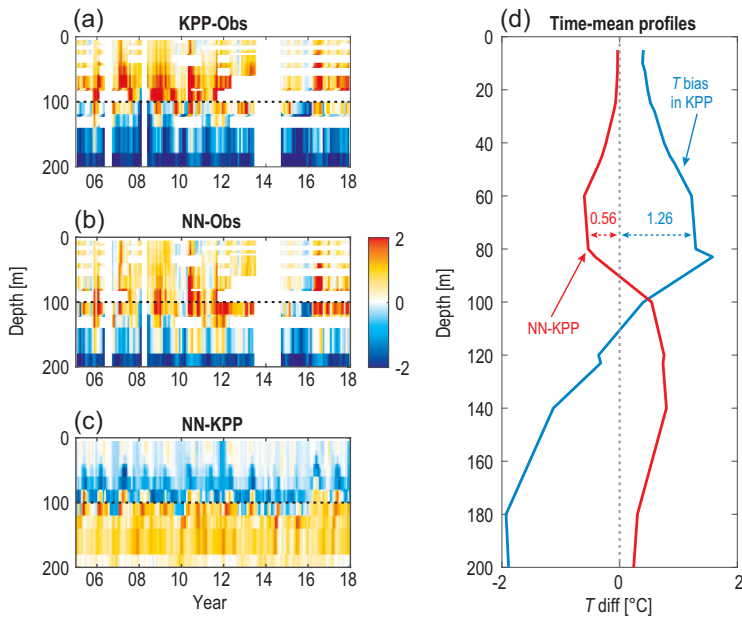 (a)
KPP-Obs
0
100
200
06 08 10 12 14 16 18
(b)
NN-Obs
0
100
200
06 08 10 12 14 16 18
Depth [m]
2
0
-2
(c)
NN-KPP
0
100
200
06 08 10 12 14 16 18
Year
(d)
Time-mean profiles
0
20
40
60
80
100
120
140
160
180
200
Depth [m]
T bias
in KPP
0.56
1.26
NN-KPP
-2 0 2
T diff [°C]